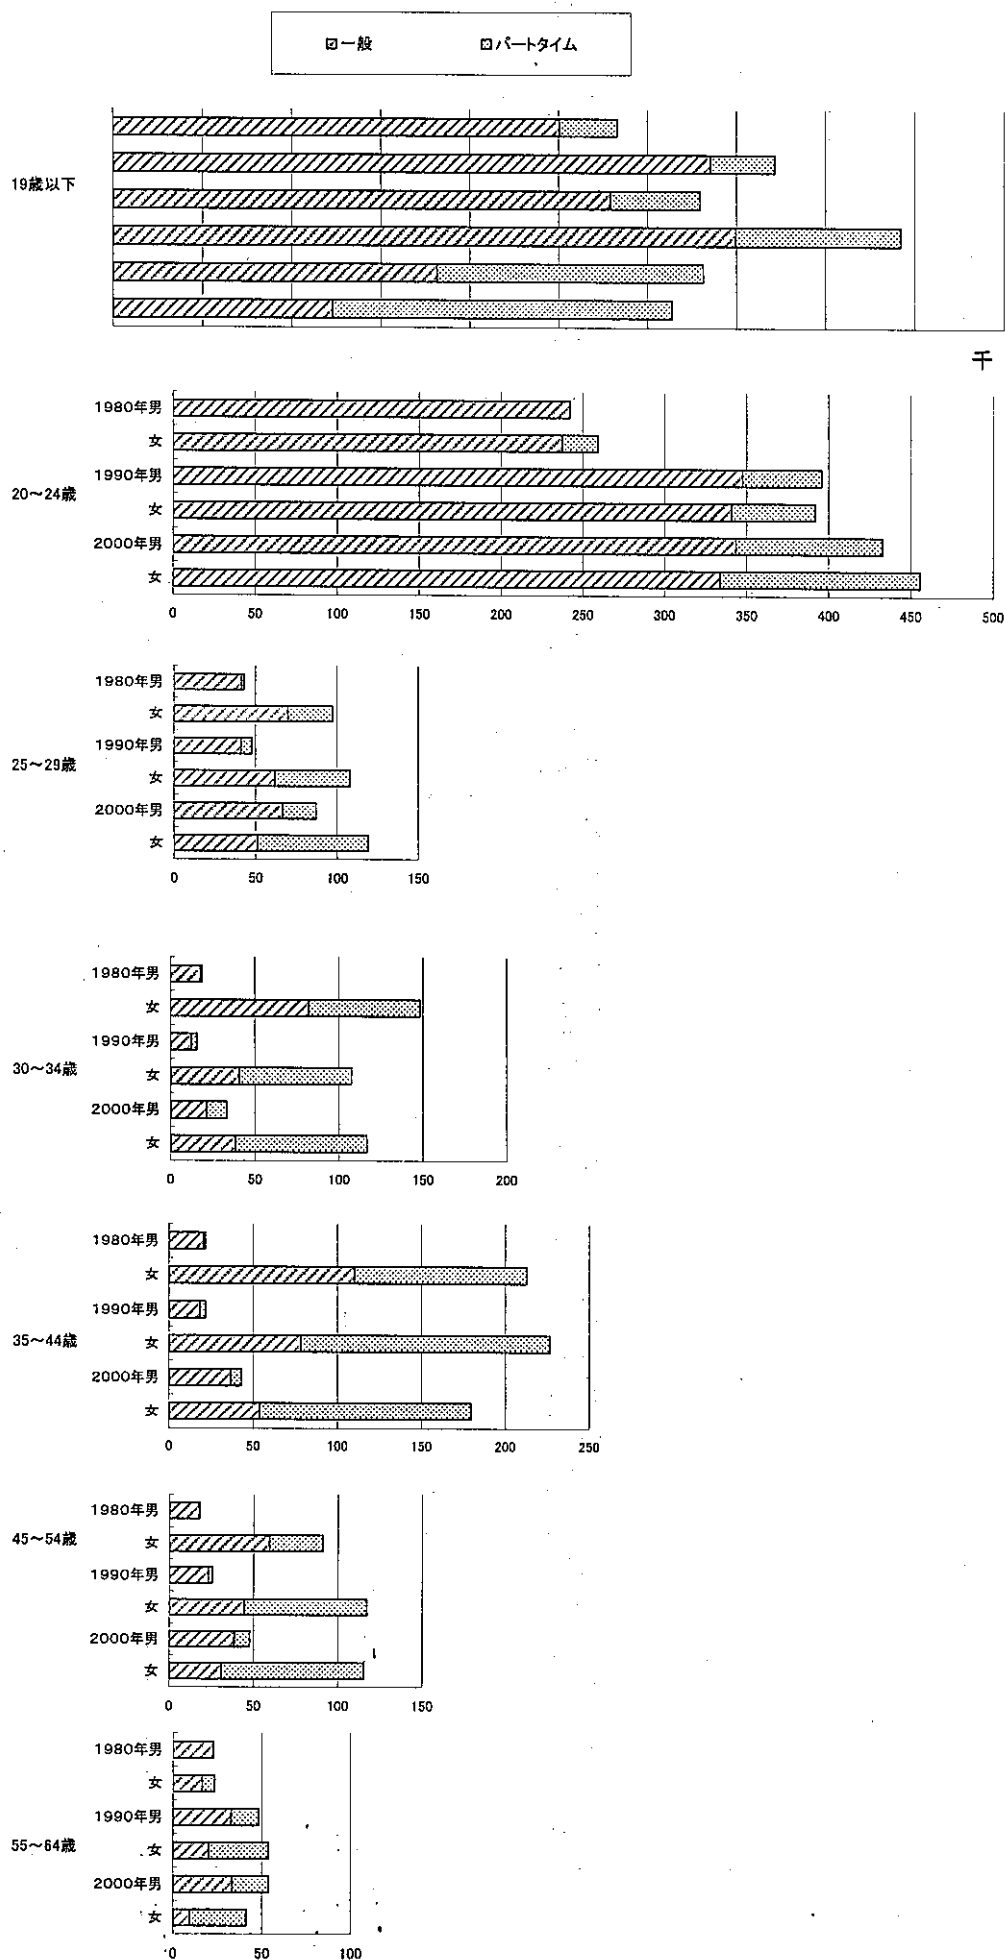 一般 パートタイム
19歳以下
千
20～24歳
1980年男
女
1990年男
女
2000年男
女
0 50 100 150 200 250 300 350 400 450 500
25～29歳
1980年男
女
1990年男
女
2000年男
女
0 50 100 150
30～34歳
1980年男
女
1990年男
女
2000年男
女
0 50 100 150 200
35～44歳
1980年男
女
1990年男
女
2000年男
女
0 50 100 150 200 250
45～54歳
1980年男
女
1990年男
女
2000年男
女
0 50 100 150
55～64歳
1980年男
女
1990年男
女
2000年男
女
0 50 100